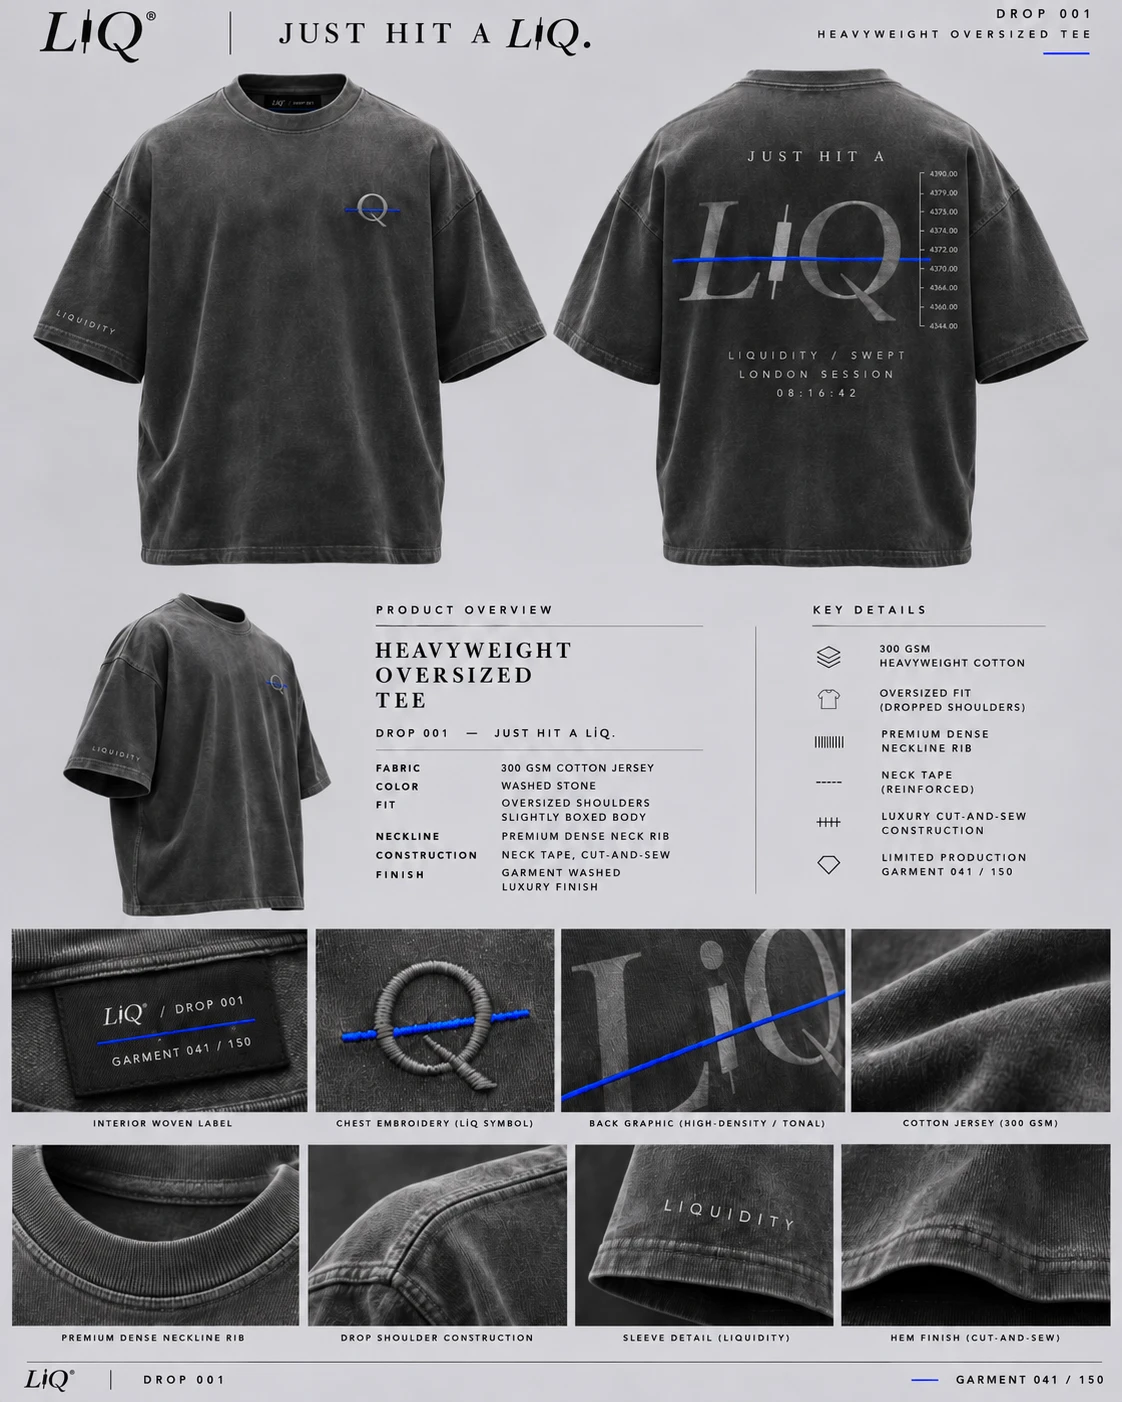 LiQ®
JUST HIT A LiQ.
DROP 001
HEAVYWEIGHT OVERSIZED TEE
LiQ / DROP 001
Q
LIQUIDITY
JUST HIT A
LiQ
4390.00
4379.00
4375.00
4374.00
4372.00
4370.00
4364.00
4360.00
4344.00
LIQUIDITY / SWEPT
LONDON SESSION
08:16:42
Q
LIQUIDITY
PRODUCT OVERVIEW
HEAVYWEIGHT
OVERSIZED
TEE
DROP 001 — JUST HIT A LİQ.
FABRIC 300 GSM COTTON JERSEY
COLOR WASHED STONE
FIT OVERSIZED SHOULDERS
SLIGHTLY BOXED BODY
NECKLINE PREMIUM DENSE NECK RIB
CONSTRUCTION NECK TAPE, CUT-AND-SEW
FINISH GARMENT WASHED
LUXURY FINISH
KEY DETAILS
300 GSM
HEAVYWEIGHT COTTON
OVERSIZED FIT
(DROPPED SHOULDERS)
PREMIUM DENSE
NECKLINE RIB
NECK TAPE
(REINFORCED)
LUXURY CUT-AND-SEW
CONSTRUCTION
LIMITED PRODUCTION
GARMENT 041 / 150
LiQ® / DROP 001
GARMENT 041 / 150
INTERIOR WOVEN LABEL
Q
CHEST EMBROIDERY (LİQ SYMBOL)
LiQ
BACK GRAPHIC (HIGH-DENSITY / TONAL)
COTTON JERSEY (300 GSM)
PREMIUM DENSE NECKLINE RIB
DROP SHOULDER CONSTRUCTION
LIQUIDITY
SLEEVE DETAIL (LIQUIDITY)
HEM FINISH (CUT-AND-SEW)
LiQ®
DROP 001
GARMENT 041 / 150